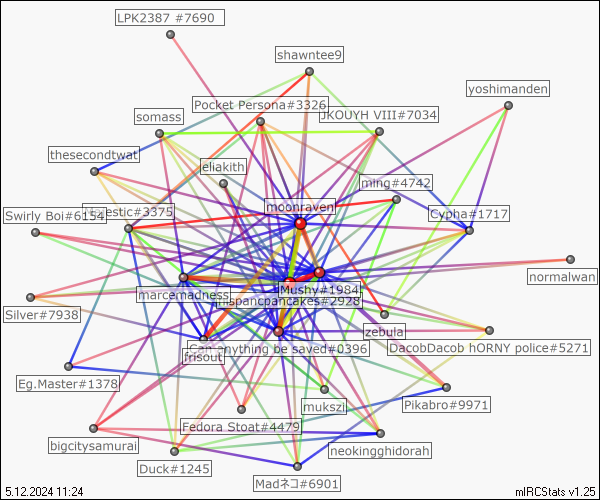 LPK2387 #7690
shawntee9
yoshimanden
Pocket Persona#3326
somass
JKOUYH VIII#7034
thesecondtwat
eliakith
ming#4742
moonraven
Swirly Boi#6154
#3375
Cypha#1717
normalwan
Mushy#1984
marcemadness
#2928
Silver#7938
zebula
Can anything be saved#0396
DacobDacob hORNY police#5271
frisout
Eg.Master#1378
mukszi
Pikabro#9971
Fedora Stoat#4479
bigcitysamurai
neokingghidorah
Duck#1245
Madネコ#6901
5.12.2024 11:24
mIRCStats v1.25